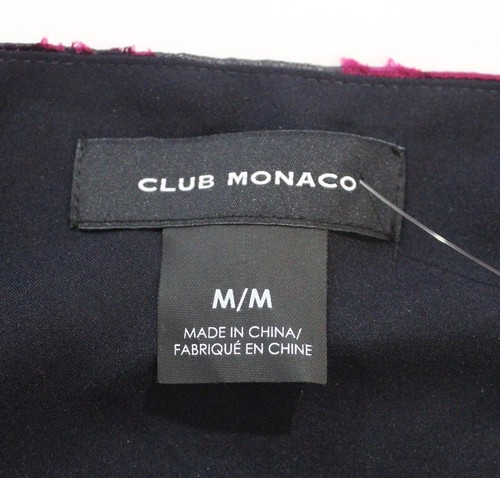 CLUB MONACO
M/M
MADE IN CHINA/
FABRIQUÉ EN CHINE